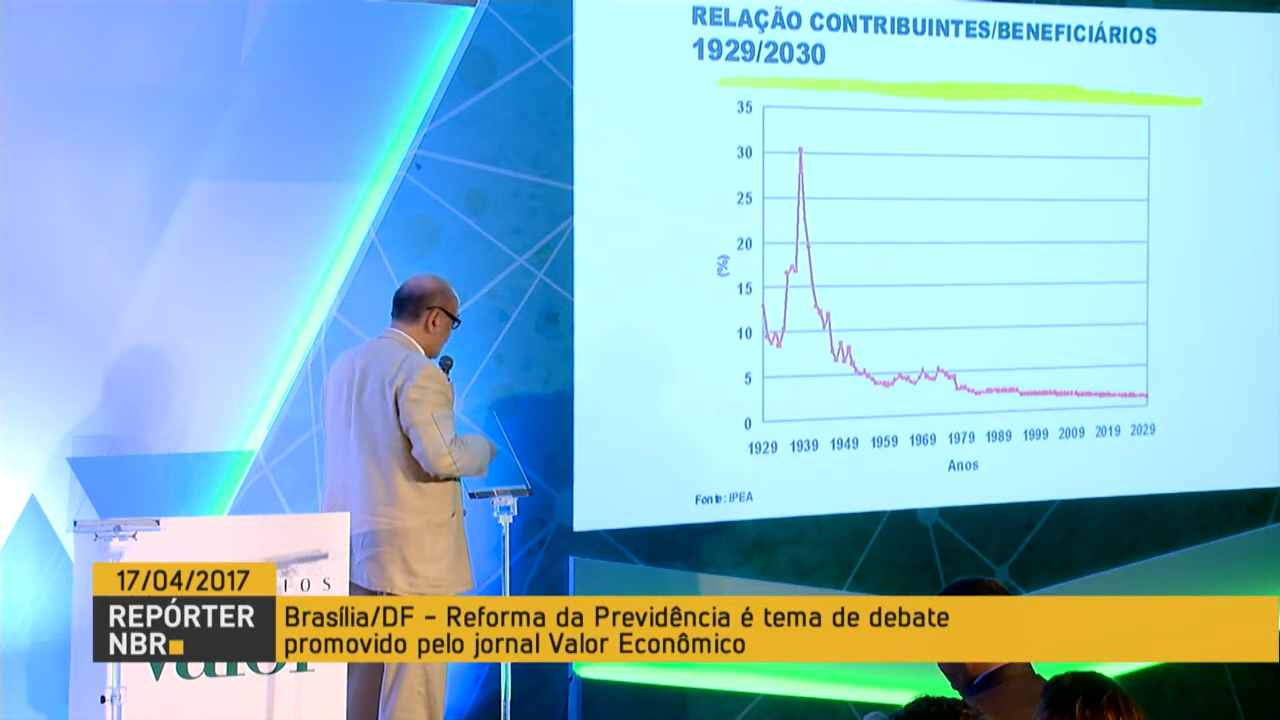 RELAÇÃO CONTRIBUINTES/BENEFICIÁRIOS
1929/2030
35
30
25
20
15
10
5
0
(%)
1929 1939 1949 1959 1969 1979 1989 1999 2009 2019 2029
Anos
Fonte: IPEA
IOS
17/04/2017
REPÓRTER
NBR
Brasília/DF - Reforma da Previdência é tema de debate
promovido pelo jornal Valor Econômico
valor